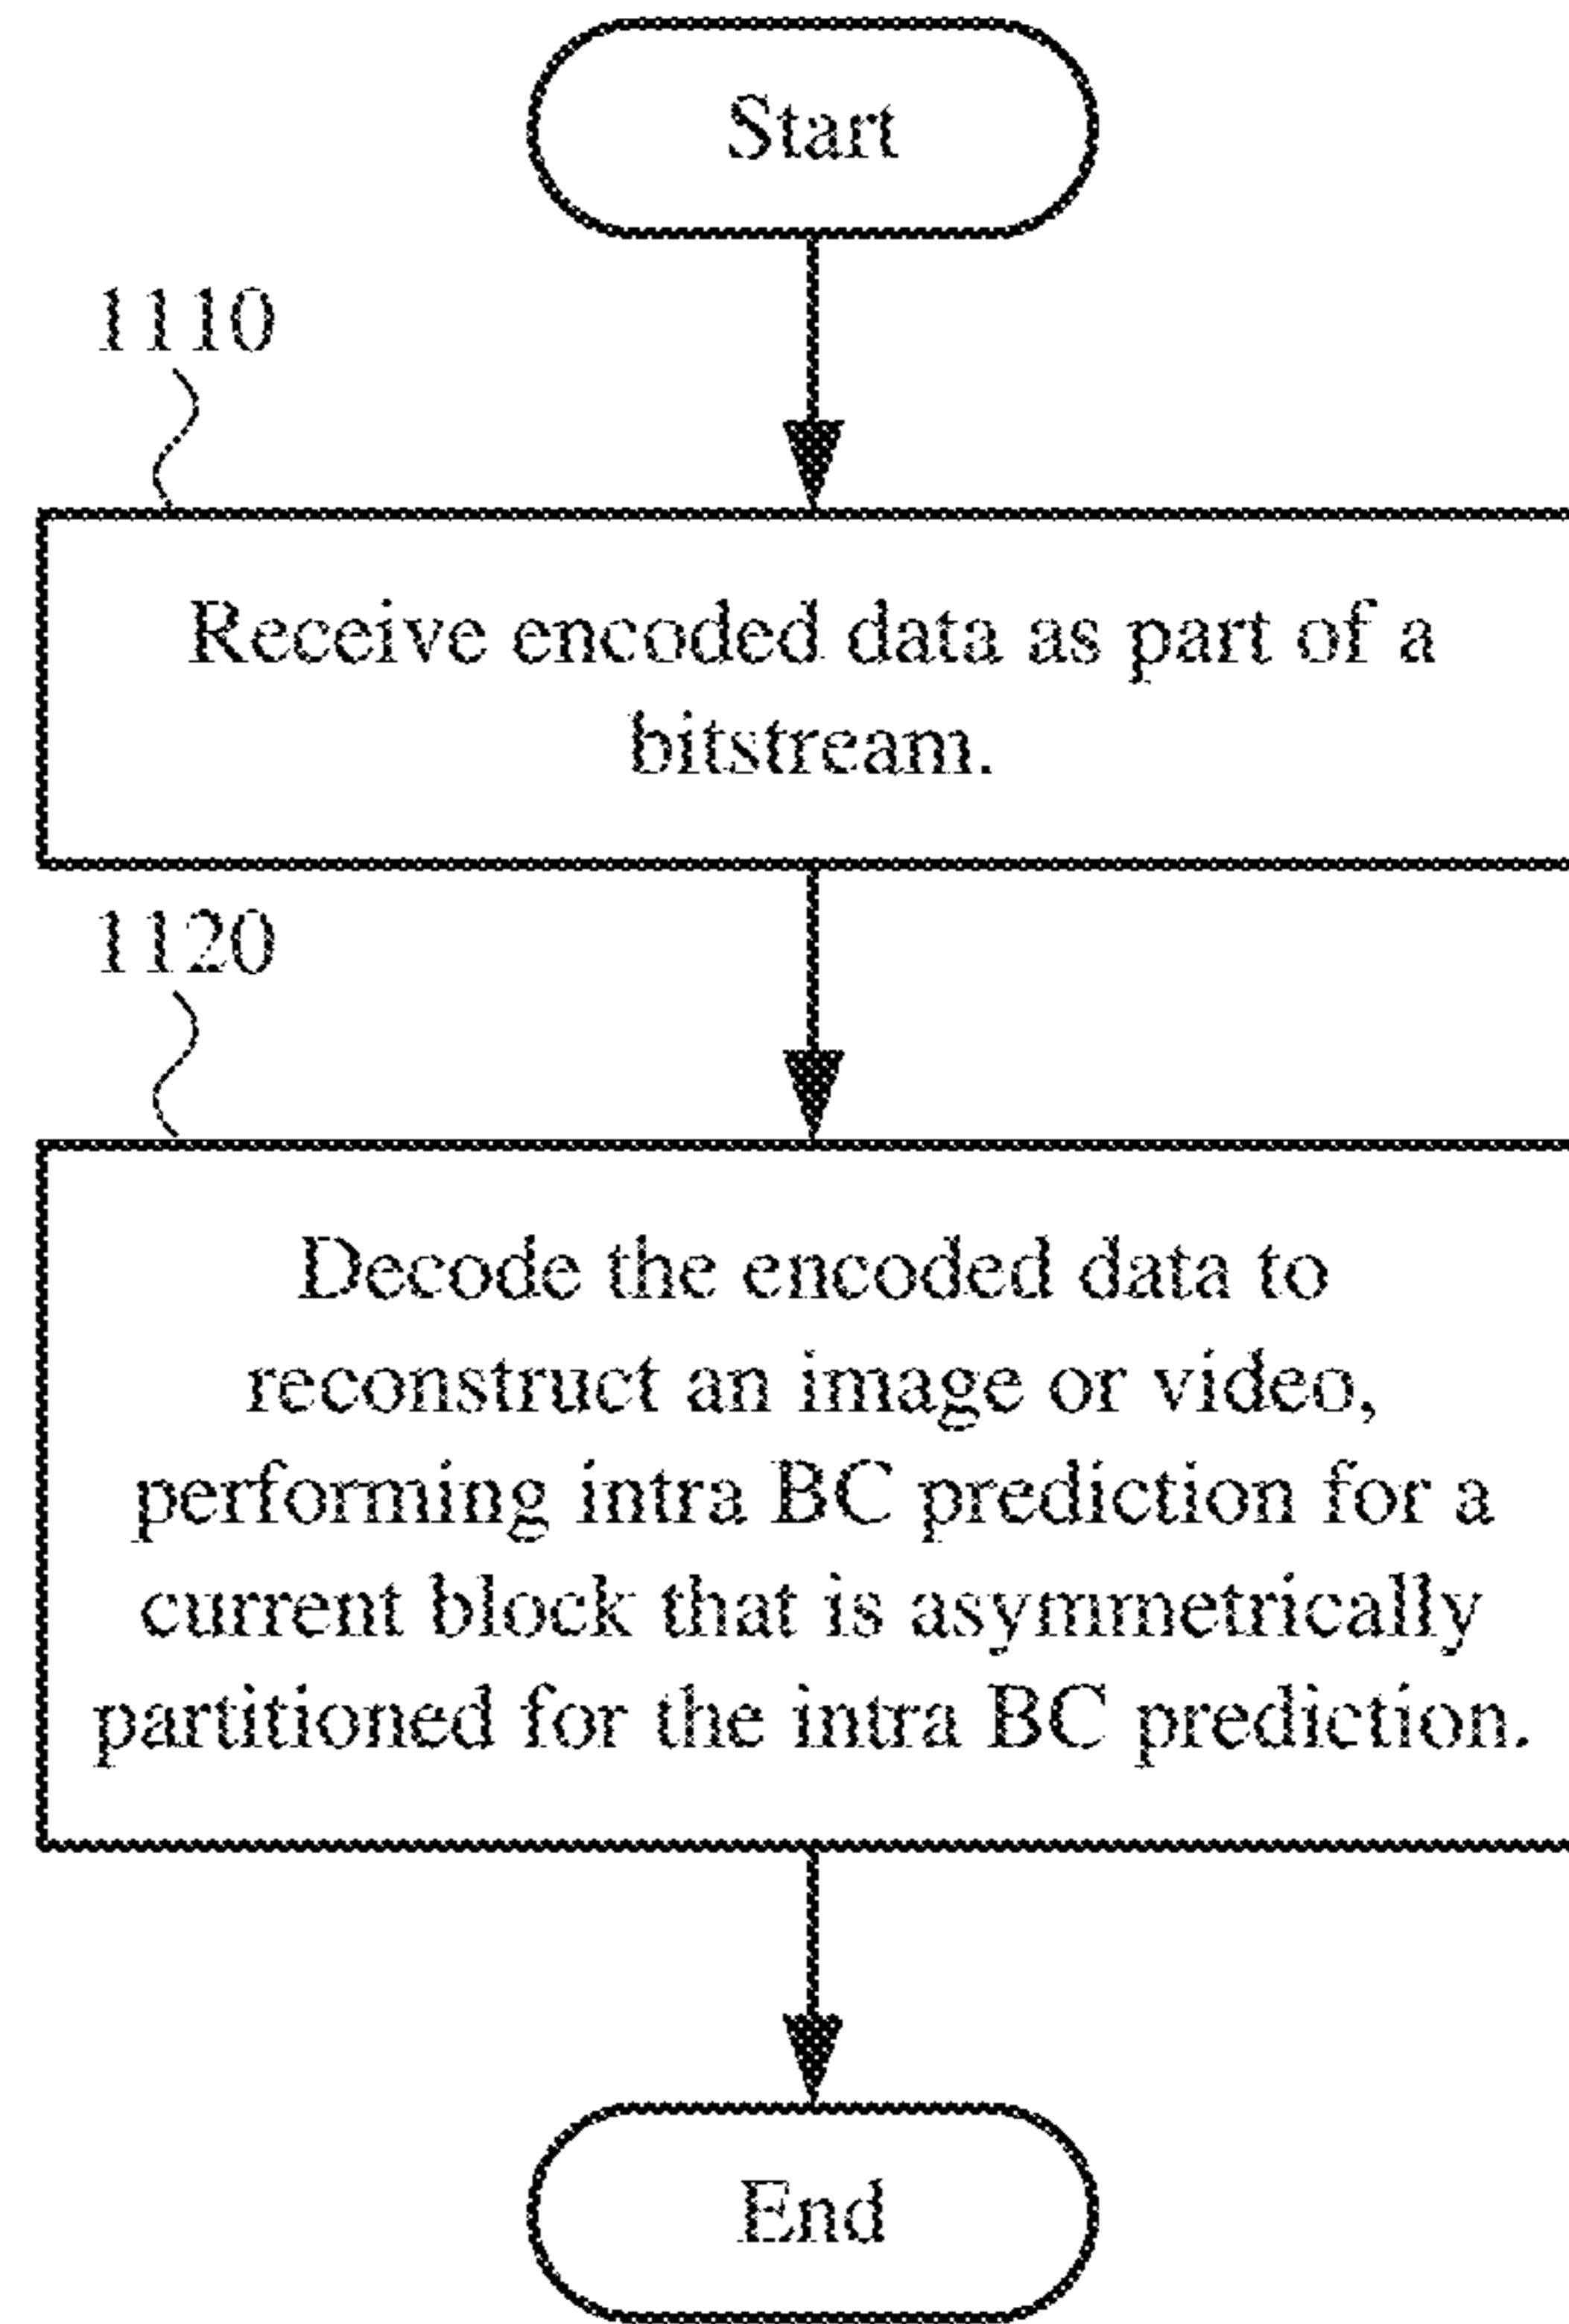 Start
1110
Receive encoded data as part of a
bitstream.
1120
Decode the encoded data to
reconstruct an image or video,
performing intra BC prediction for a
current block that is asymmetrically
partitioned for the intra BC prediction.
End